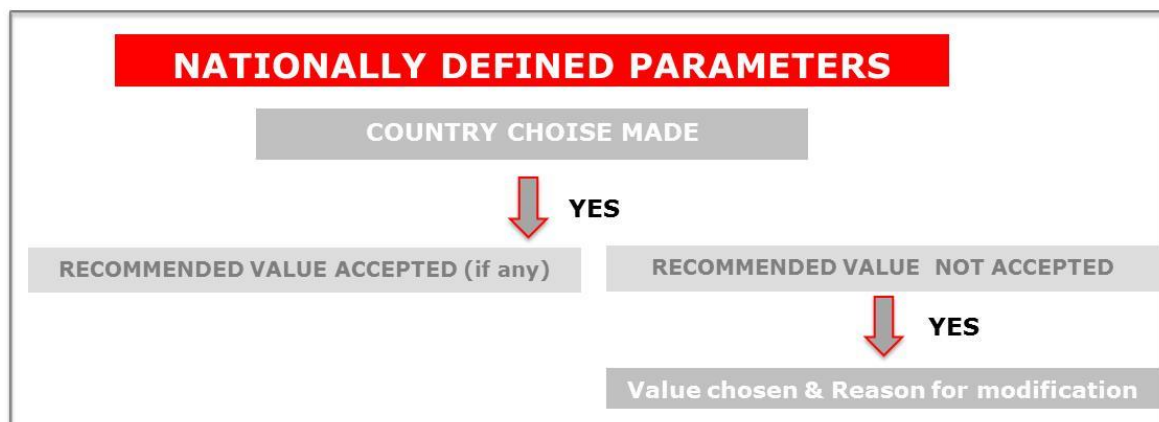 NATIONALLY DEFINED PARAMETERS
COUNTRY CHOISE MADE
YES
RECOMMENDED VALUE ACCEPTED (if any)
RECOMMENDED VALUE NOT ACCEPTED
YES
Value chosen & Reason for modification